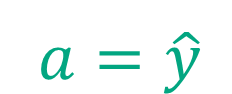 a = ŷ